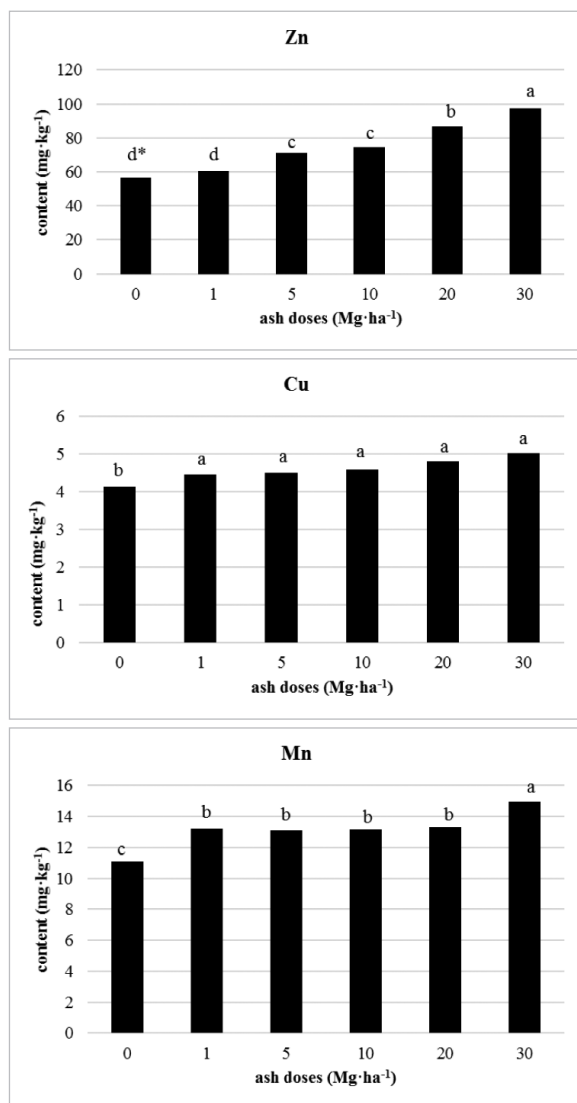 Zn
120
100
80
60
40
20
0
content (mg·kg⁻¹)
d* d c c b a
0 1 5 10 20 30
ash doses (Mg·ha⁻¹)
Cu
6
5
4
3
2
1
0
content (mg·kg⁻¹)
b a a a a a
0 1 5 10 20 30
ash doses (Mg·ha⁻¹)
Mn
16
14
12
10
8
6
4
2
0
content (mg·kg⁻¹)
c b b b b a
0 1 5 10 20 30
ash doses (Mg·ha⁻¹)